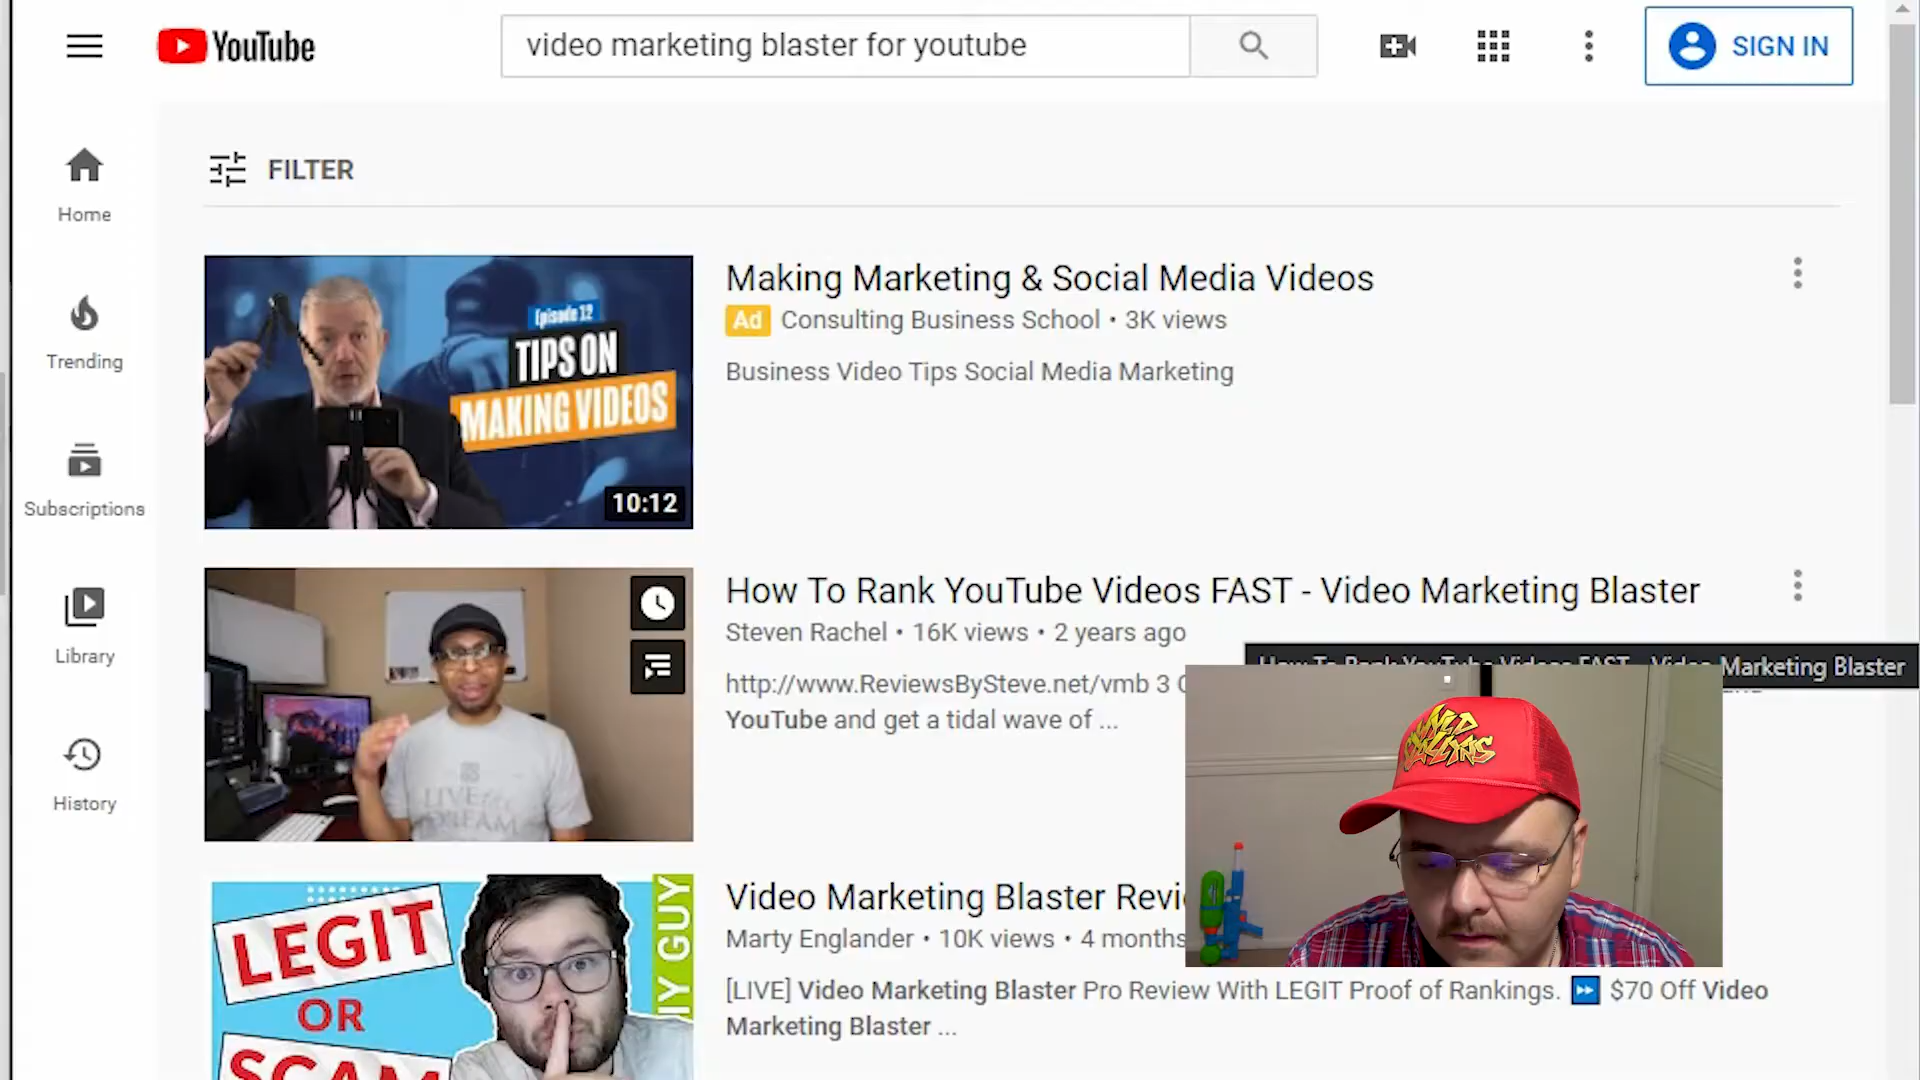 YouTube
video marketing blaster for youtube
SIGN IN
FILTER
Home
Trending
Subscriptions
Library
History
Episode 12
TIPS ON
MAKING VIDEOS
10:12
Making Marketing & Social Media Videos
Ad Consulting Business School • 3K views
Business Video Tips Social Media Marketing
How To Rank YouTube Videos FAST - Video Marketing Blaster
Steven Rachel • 16K views • 2 years ago
Marketing Blaster
http://www.ReviewsBySteve.net/vmb 3
YouTube and get a tidal wave of ...
LIVE
DREAM
LEGIT
OR
SCAM
GUY
Video Marketing Blaster
Marty Englander • 10K views • 4 months
[LIVE] Video Marketing Blaster Pro Review With LEGIT Proof of Rankings. ⏩ $70 Off Video
Marketing Blaster ...